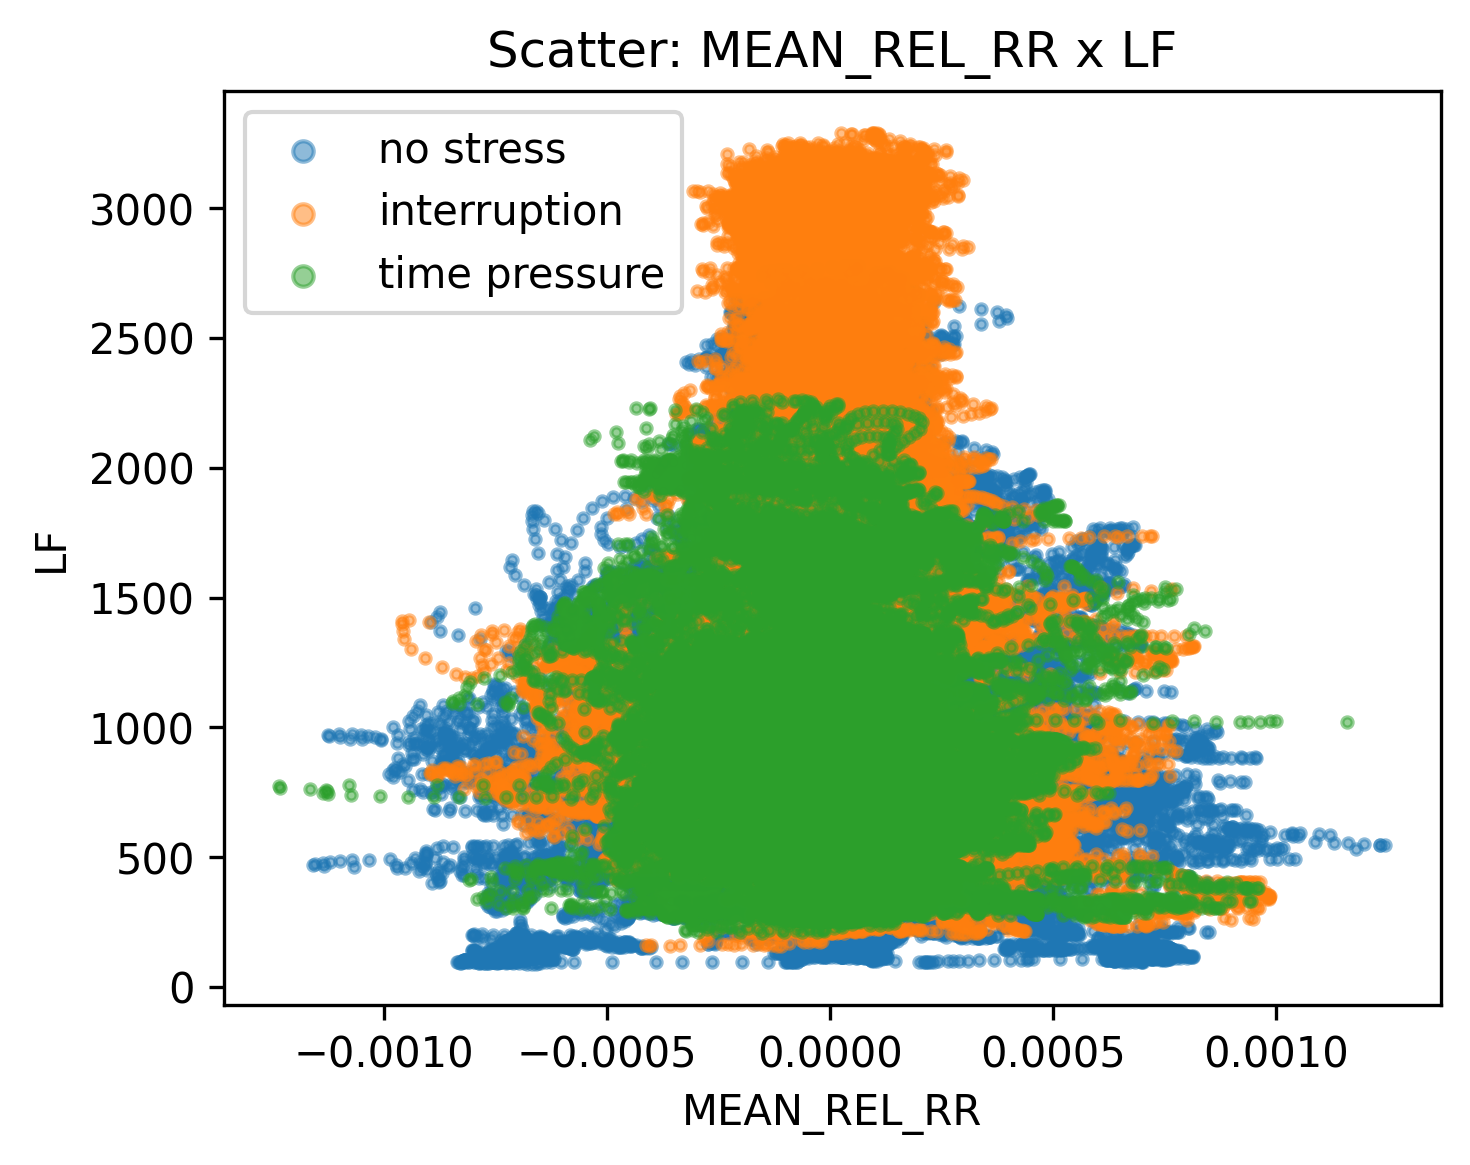 Scatter: MEAN_REL_RR x LF
no stress
interruption
time pressure
3000
2500
2000
1500
1000
500
0
LF
−0.0010 −0.0005 0.0000 0.0005 0.0010
MEAN_REL_RR